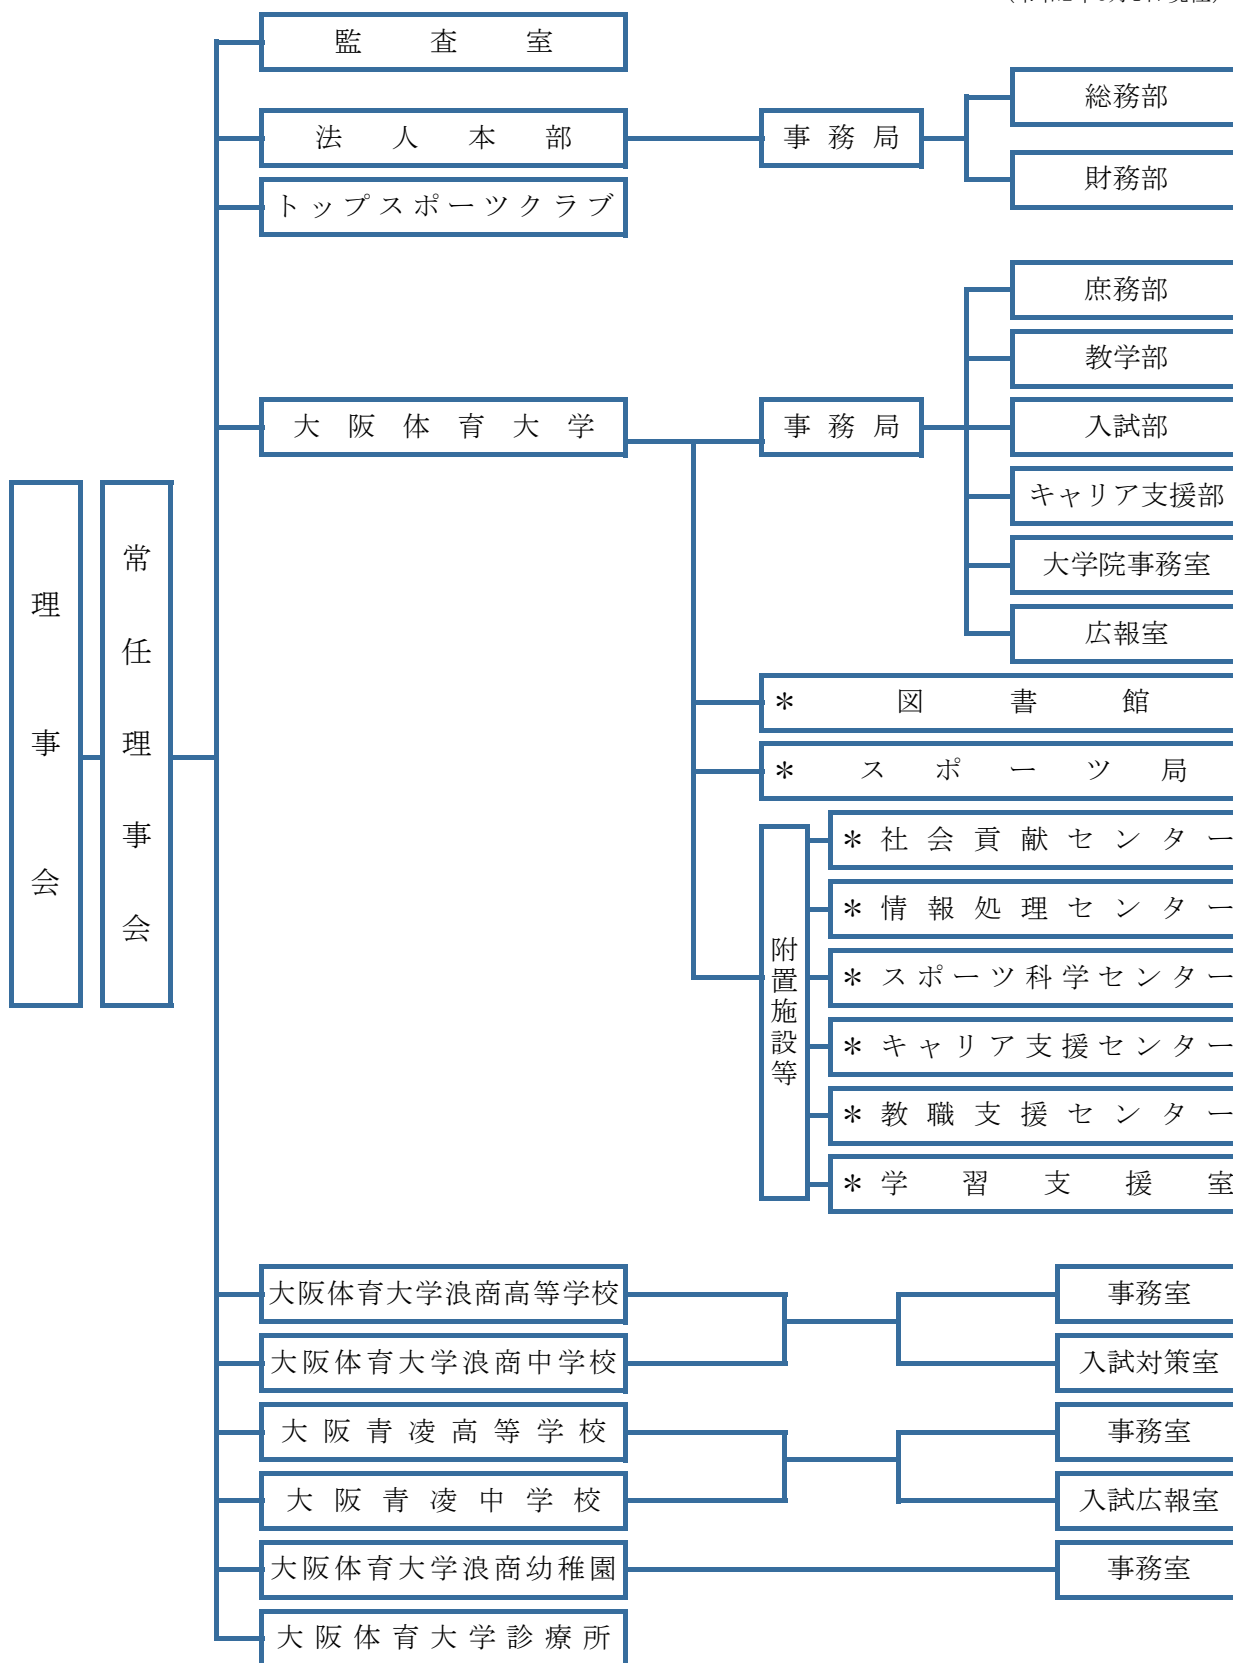 監査室
総務部
法人本部
事務局
財務部
トップスポーツクラブ
庶務部
教学部
大阪体育大学
事務局
入試部
キャリア支援部
大学院事務室
広報室
理事会
常任理事会
＊ 図書館
＊ スポーツ局
附置施設等
＊ 社会貢献センター
＊ 情報処理センター
＊ スポーツ科学センター
＊ キャリア支援センター
＊ 教職支援センター
＊ 学習支援室
大阪体育大学浪商高等学校
事務室
大阪体育大学浪商中学校
入試対策室
大阪青凌高等学校
事務室
大阪青凌中学校
入試広報室
大阪体育大学浪商幼稚園
事務室
大阪体育大学診療所